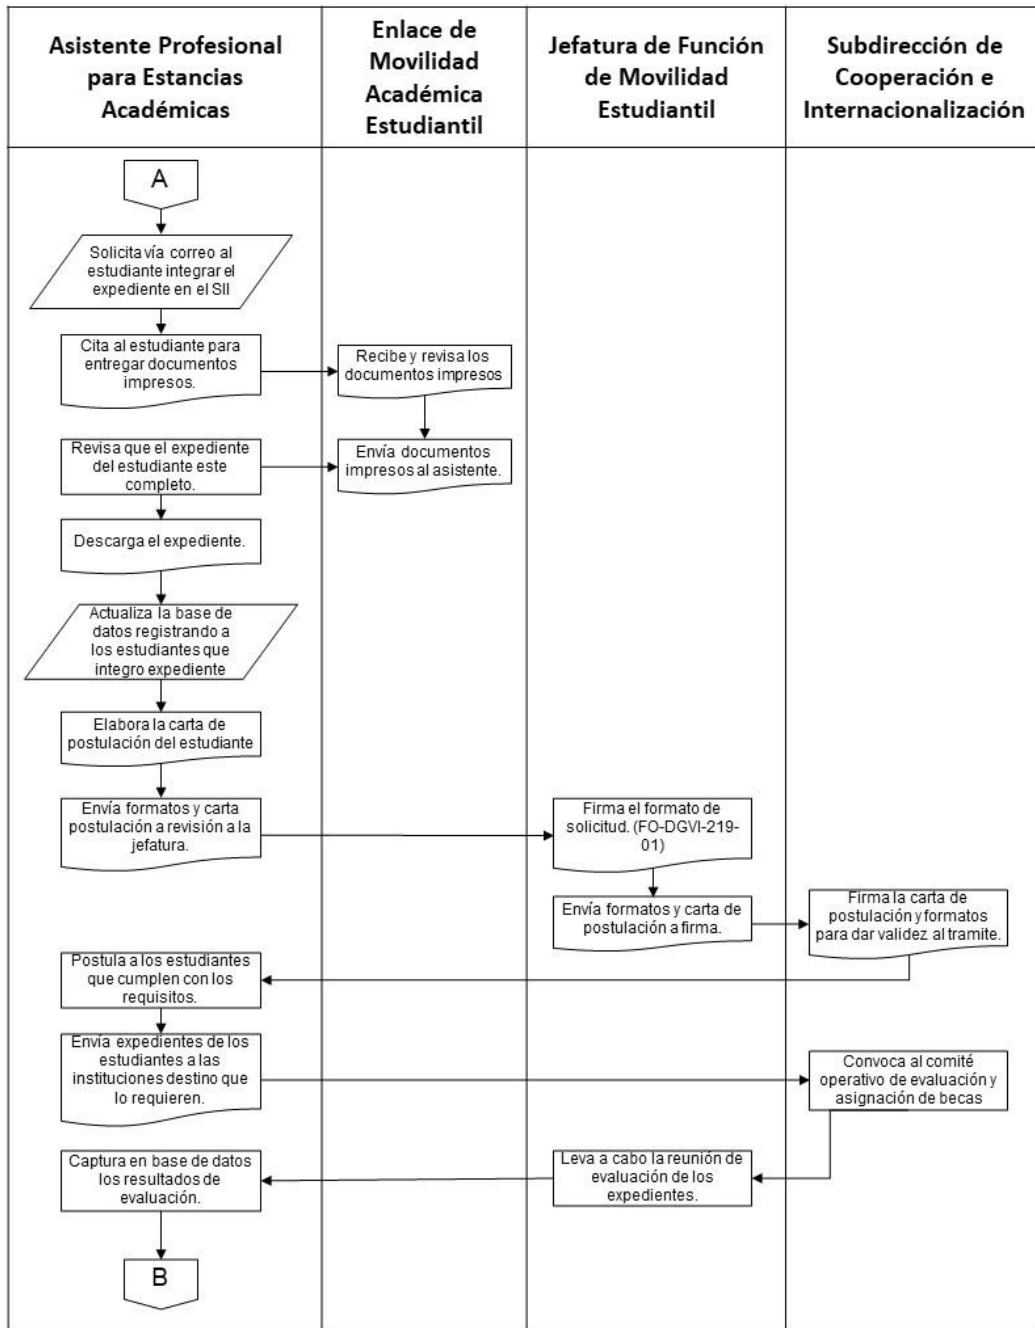 Asistente Profesional
para Estancias
Académicas
Enlace de
Movilidad
Académica
Estudiantil
Jefatura de Función
de Movilidad
Estudiantil
Subdirección de
Cooperación e
Internacionalización
A
Solicita vía correo al
estudiante integrar el
expediente en el SII
Cita al estudiante para
entregar documentos
impresos.
Recibe y revisa los
documentos impresos
Revisa que el expediente
del estudiante este
completo.
Envía documentos
impresos al asistente.
Descarga el expediente.
Actualiza la base de
datos registrando a
los estudiantes que
integro expediente
Elabora la carta de
postulación del estudiante
Envía formatos y carta
postulación a revisión a la
jefatura.
Firma el formato de
solicitud. (FO-DGVI-219-
01)
Envía formatos y carta de
postulación a firma.
Firma la carta de
postulación y formatos
para dar validez al tramite.
Postula a los estudiantes
que cumplen con los
requisitos.
Envía expedientes de los
estudiantes a las
instituciones destino que
lo requieren.
Convoca al comité
operativo de evaluación y
asignación de becas
Captura en base de datos
los resultados de
evaluación.
Leva a cabo la reunión de
evaluación de los
expedientes.
B